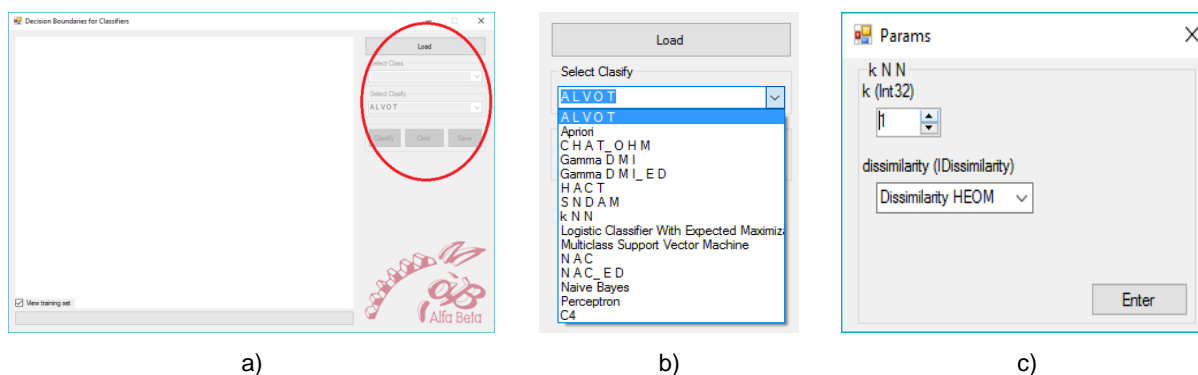 Decision Boundaries for Classifiers
Load
Select Class
Select Clasify
A L V O T
Classify Clear Save
View training set
Alfa Beta
a)
Load
Select Clasify
A L V O T
A L V O T
Apriori
C H A T_O H M
Gamma D M I
Gamma D M I_ E D
H A C T
S N D A M
k N N
Logistic Classifier With Expected Maximiza
Multiclass Support Vector Machine
N A C
N A C_ E D
Naive Bayes
Perceptron
C4
b)
Params
k N N
k (Int32)
1
dissimilarity (IDissimilarity)
Dissimilarity HEOM
Enter
c)